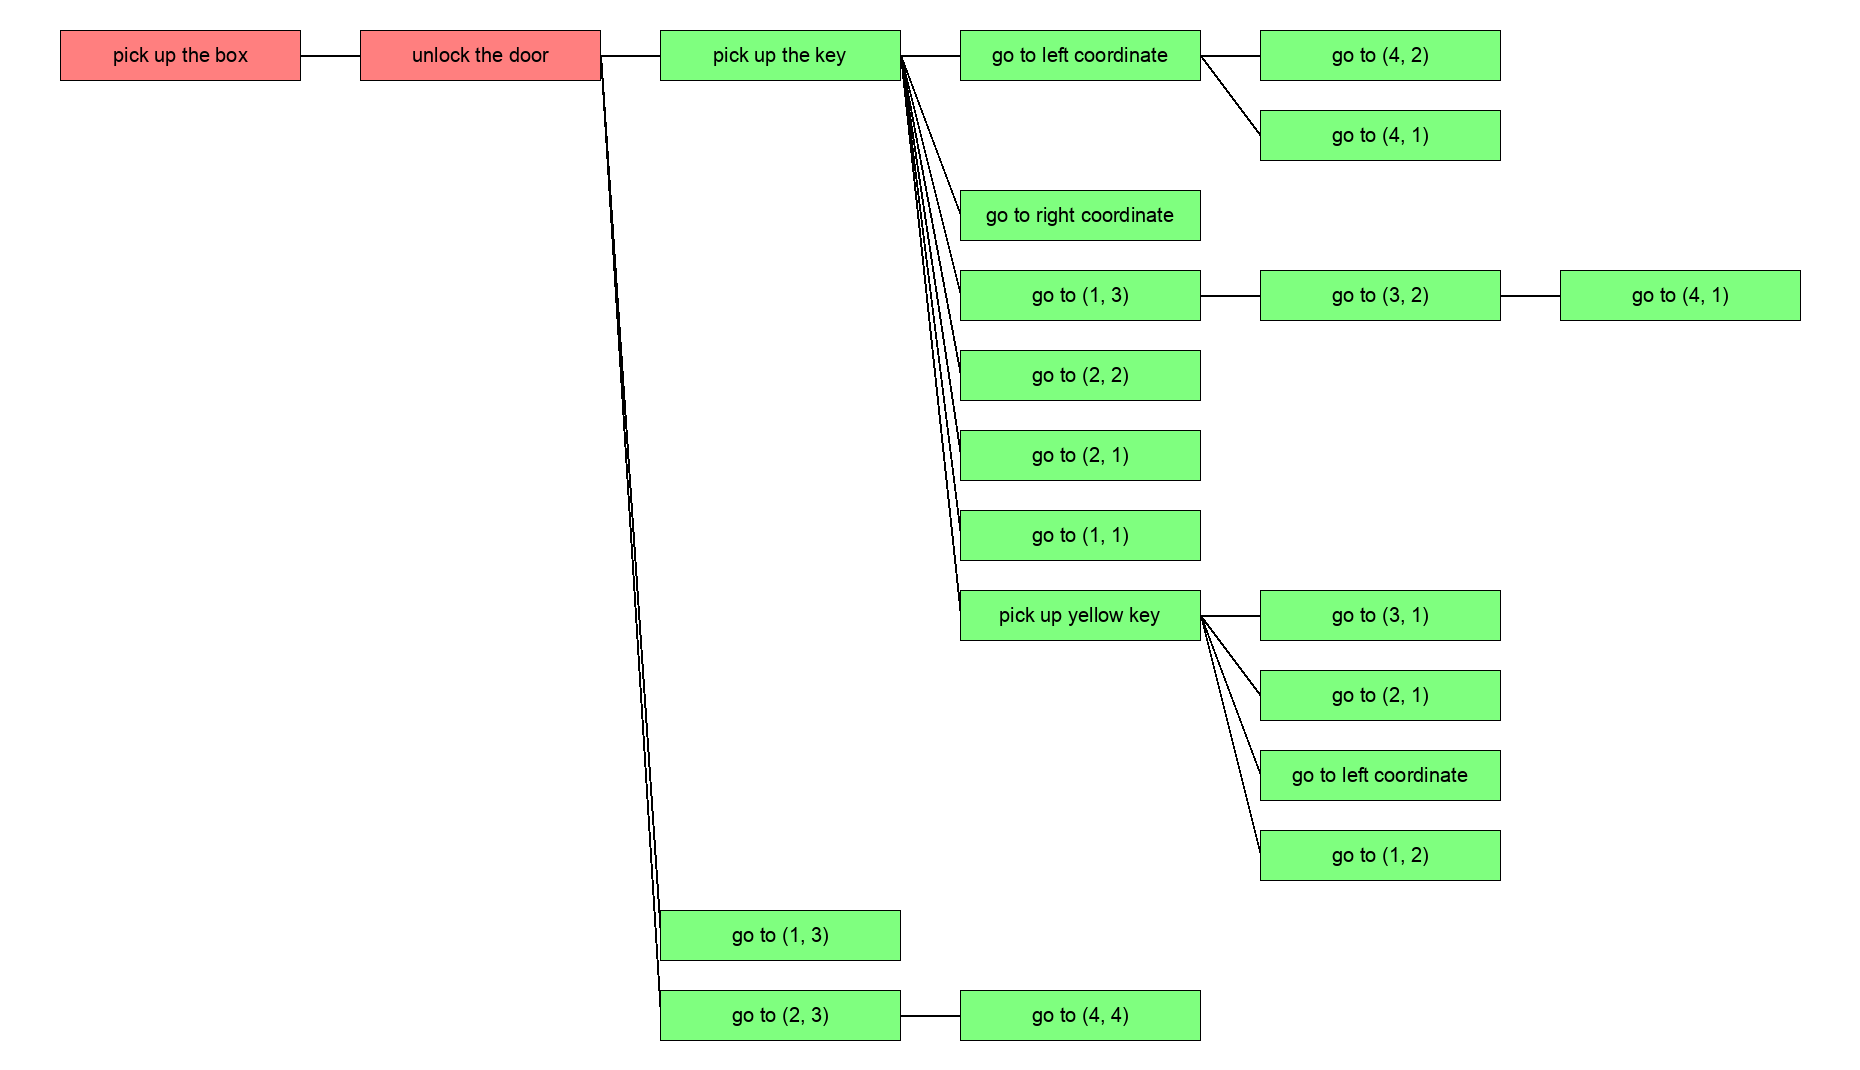 pick up the box
unlock the door
pick up the key
go to left coordinate
go to (4, 2)
go to (4, 1)
go to right coordinate
go to (1, 3)
go to (3, 2)
go to (4, 1)
go to (2, 2)
go to (2, 1)
go to (1, 1)
pick up yellow key
go to (3, 1)
go to (2, 1)
go to left coordinate
go to (1, 2)
go to (1, 3)
go to (2, 3)
go to (4, 4)